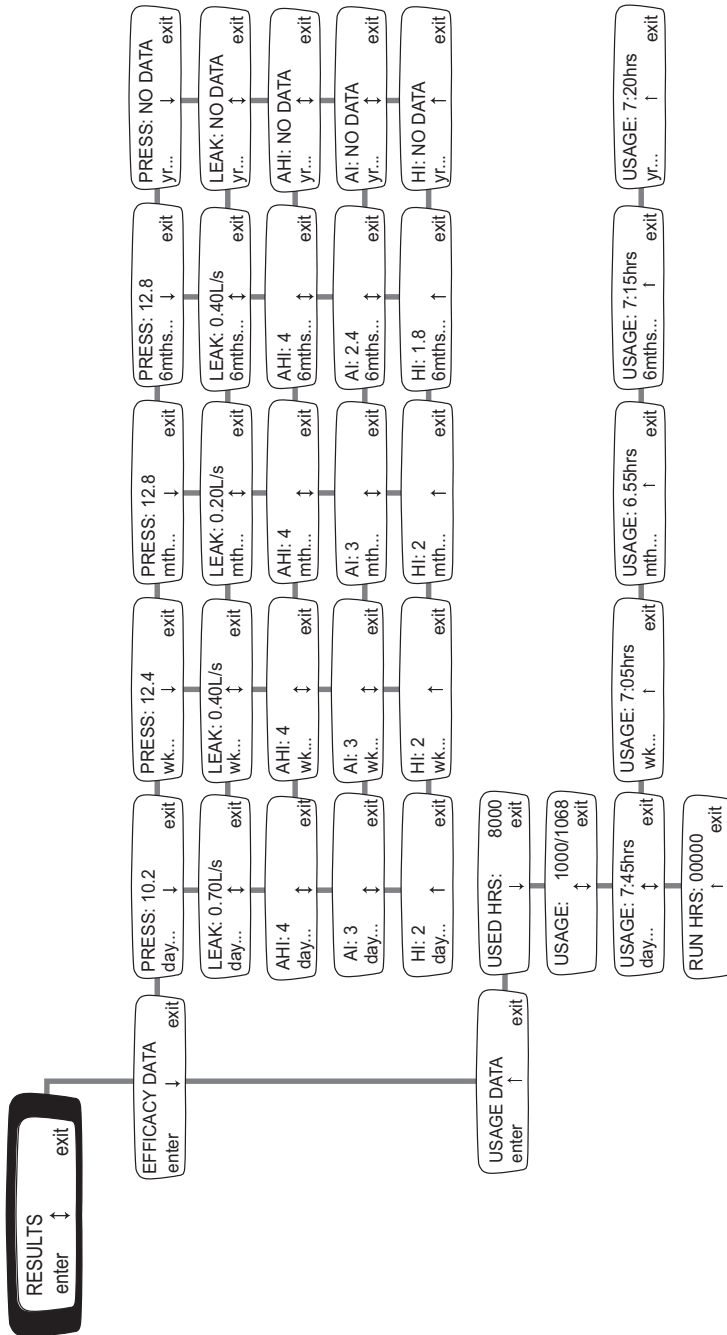 RESULTS
enter ↕ exit
EFFICACY DATA
enter ↓ exit
PRESS: 10.2
day... ↓ exit
PRESS: 12.4
wk... ↓ exit
PRESS: 12.8
mth... ↓ exit
PRESS: 12.8
6mths... ↓ exit
PRESS: NO DATA
yr... ↓ exit
LEAK: 0.70L/s
day... ↕ exit
LEAK: 0.40L/s
wk... ↕ exit
LEAK: 0.20L/s
mth... ↕ exit
LEAK: 0.40L/s
6mths... ↕ exit
LEAK: NO DATA
yr... ↕ exit
AHI: 4
day... ↕ exit
AHI: 4
wk... ↕ exit
AHI: 4
mth... ↕ exit
AHI: 4
6mths... ↕ exit
AHI: NO DATA
yr... ↕ exit
AI: 3
day... ↕ exit
AI: 3
wk... ↕ exit
AI: 3
mth... ↕ exit
AI: 2.4
6mths... ↕ exit
AI: NO DATA
yr... ↕ exit
HI: 2
day... ↑ exit
HI: 2
wk... ↑ exit
HI: 2
mth... ↑ exit
HI: 1.8
6mths... ↑ exit
HI: NO DATA
yr... ↑ exit
USAGE DATA
enter ↑ exit
USED HRS: 8000
↓ exit
USAGE: 1000/1068
↕ exit
USAGE: 7:45hrs
day... ↕ exit
USAGE: 7:05hrs
wk... ↑ exit
USAGE: 6.55hrs
mth... ↑ exit
USAGE: 7:15hrs
6mths... ↑ exit
USAGE: 7:20hrs
yr... ↑ exit
RUN HRS: 00000
↑ exit